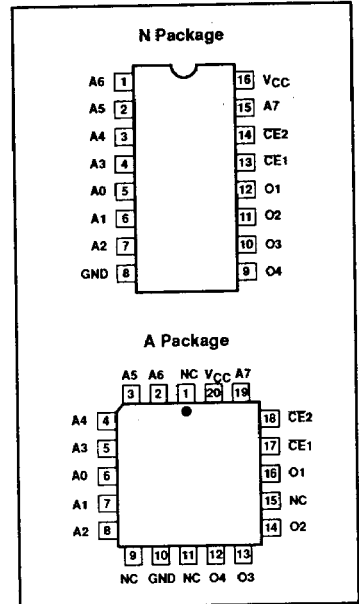 N Package
A6 1 16 VCC
A5 2 15 A7
A4 3 14 CE2
A3 4 13 CE1
A0 5 12 O1
A1 6 11 O2
A2 7 10 O3
GND 8 9 O4
A Package
A5 A6 NC VCC A7
3 2 1 20 19
A4 4 18 CE2
A3 5 17 CE1
A0 6 16 O1
A1 7 15 NC
A2 8 14 O2
9 10 11 12 13
NC GND NC O4 O3